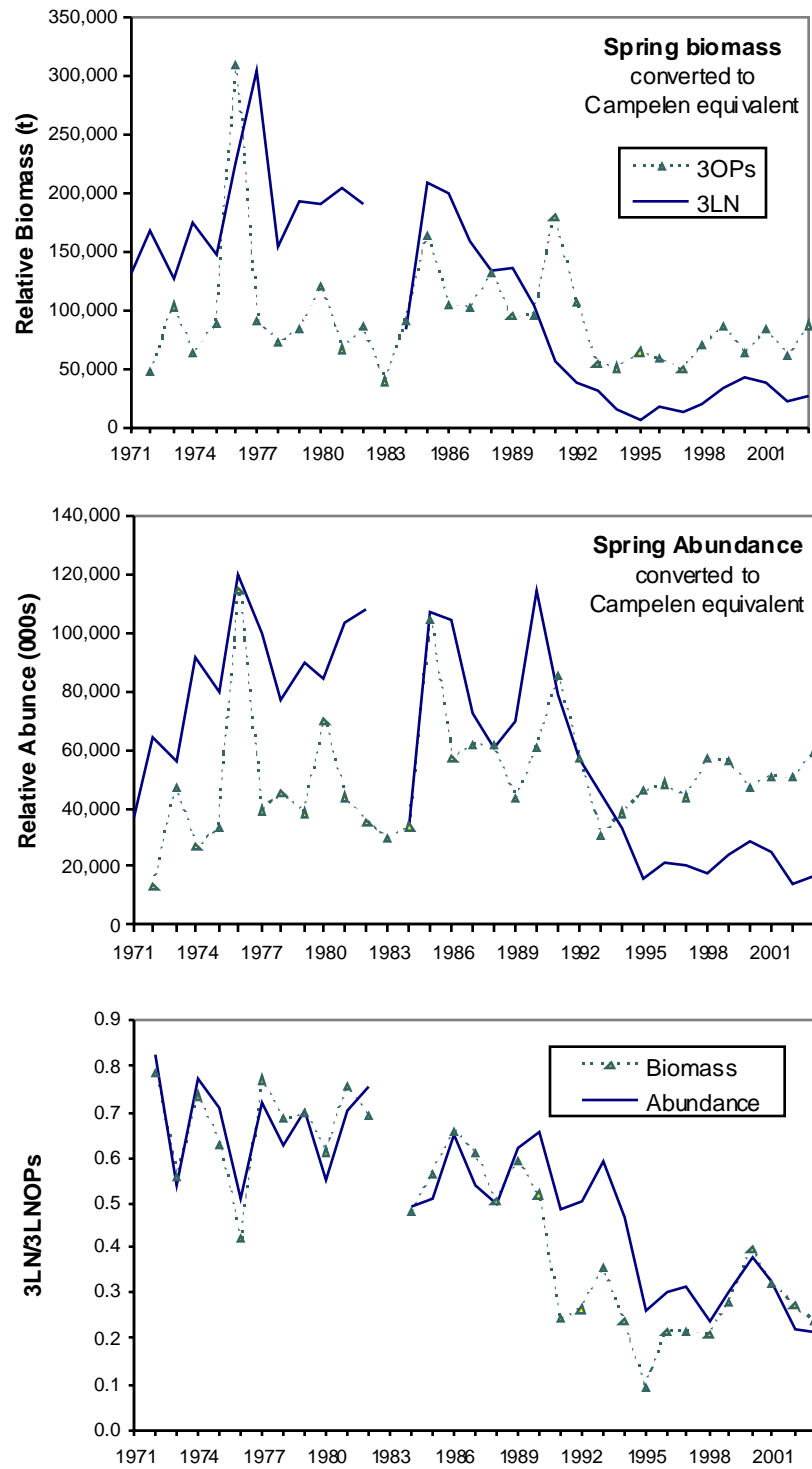 350,000
300,000
250,000
200,000
150,000
100,000
50,000
0
Relative Biomass (t)
Spring biomass
converted to
Campelen equivalent
3OPs
3LN
1971 1974 1977 1980 1983 1986 1989 1992 1995 1998 2001
140,000
120,000
100,000
80,000
60,000
40,000
20,000
0
Relative Abunce (000s)
Spring Abundance
converted to
Campelen equivalent
1971 1974 1977 1980 1983 1986 1989 1992 1995 1998 2001
0.9
0.8
0.7
0.6
0.5
0.4
0.3
0.2
0.1
0.0
3LN/3LNOPs
Biomass
Abundance
1971 1974 1977 1980 1983 1986 1989 1992 1995 1998 2001